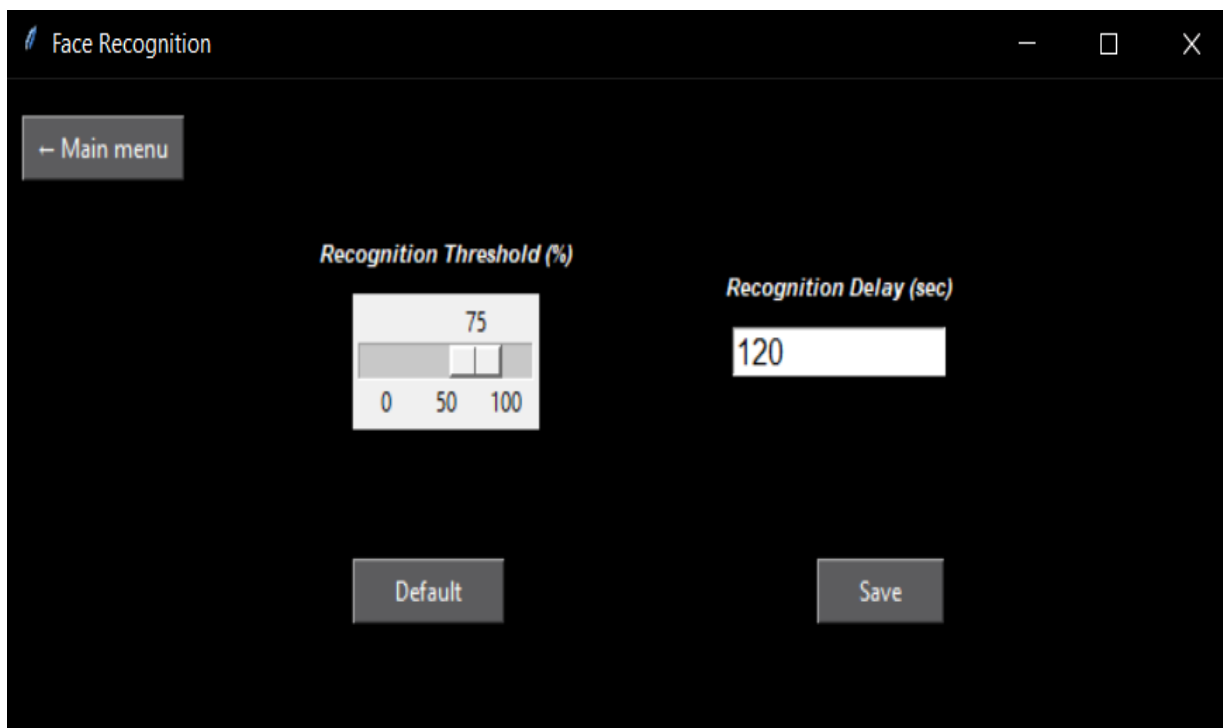 Face Recognition
← Main menu
Recognition Threshold (%)
75
0 50 100
Recognition Delay (sec)
120
Default
Save